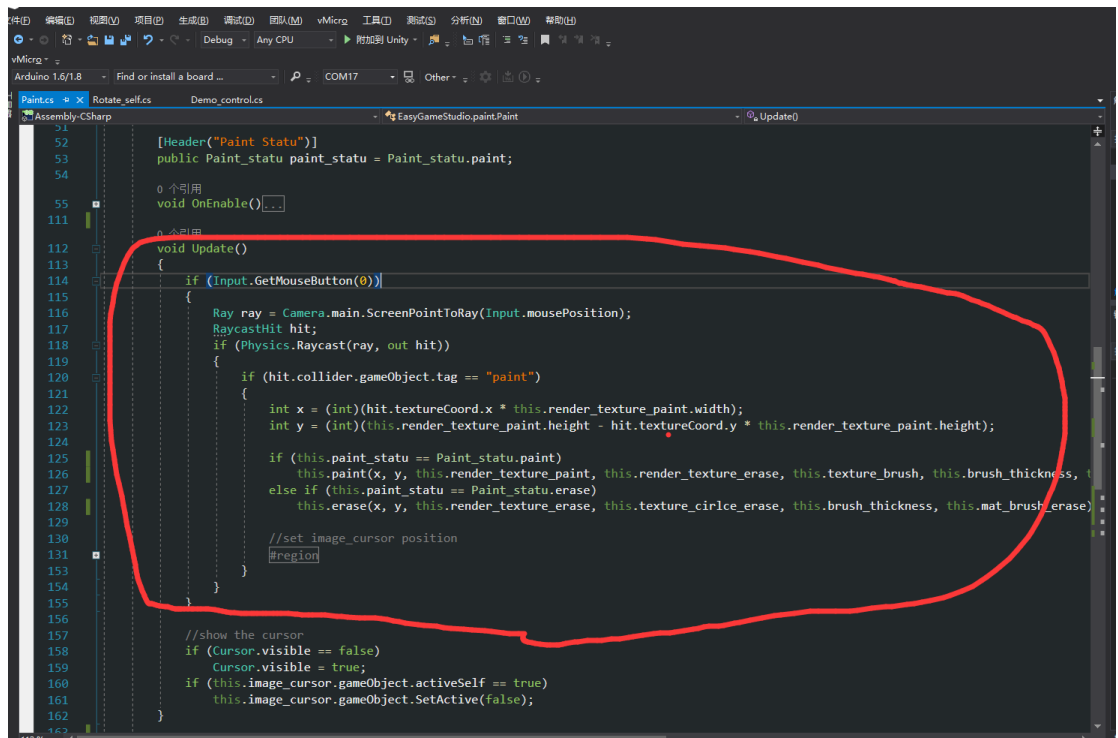 文件(F) 编辑(E) 视图(V) 项目(P) 生成(B) 调试(D) 团队(M) vMicro 工具(T) 测试(S) 分析(N) 窗口(W) 帮助(H)
Debug Any CPU 附加到 Unity
vMicro
Arduino 1.6/1.8 Find or install a board ... COM17 Other
Paint.cs Rotate_self.cs Demo_control.cs
Assembly-CSharp EasyGameStudio.paint.Paint Update()
51
52 [Header("Paint Statu")]
53 public Paint_statu paint_statu = Paint_statu.paint;
54
0 个引用
55 void OnEnable()...
111
0 个引用
112 void Update()
113 {
114 if (Input.GetMouseButton(0))
115 {
116 Ray ray = Camera.main.ScreenPointToRay(Input.mousePosition);
117 RaycastHit hit;
118 if (Physics.Raycast(ray, out hit))
119 {
120 if (hit.collider.gameObject.tag == "paint")
121 {
122 int x = (int)(hit.textureCoord.x * this.render_texture_paint.width);
123 int y = (int)(this.render_texture_paint.height - hit.textureCoord.y * this.render_texture_paint.height);
124
125 if (this.paint_statu == Paint_statu.paint)
126 this.paint(x, y, this.render_texture_paint, this.render_texture_erase, this.texture_brush, this.brush_thickness, t
127 else if (this.paint_statu == Paint_statu.erase)
128 this.erase(x, y, this.render_texture_erase, this.texture_cirlce_erase, this.brush_thickness, this.mat_brush_erase)
129
130 //set image_cursor position
131 #region
153 }
154 }
155 }
156
157 //show the cursor
158 if (Cursor.visible == false)
159 Cursor.visible = true;
160 if (this.image_cursor.gameObject.activeSelf == true)
161 this.image_cursor.gameObject.SetActive(false);
162 }
163